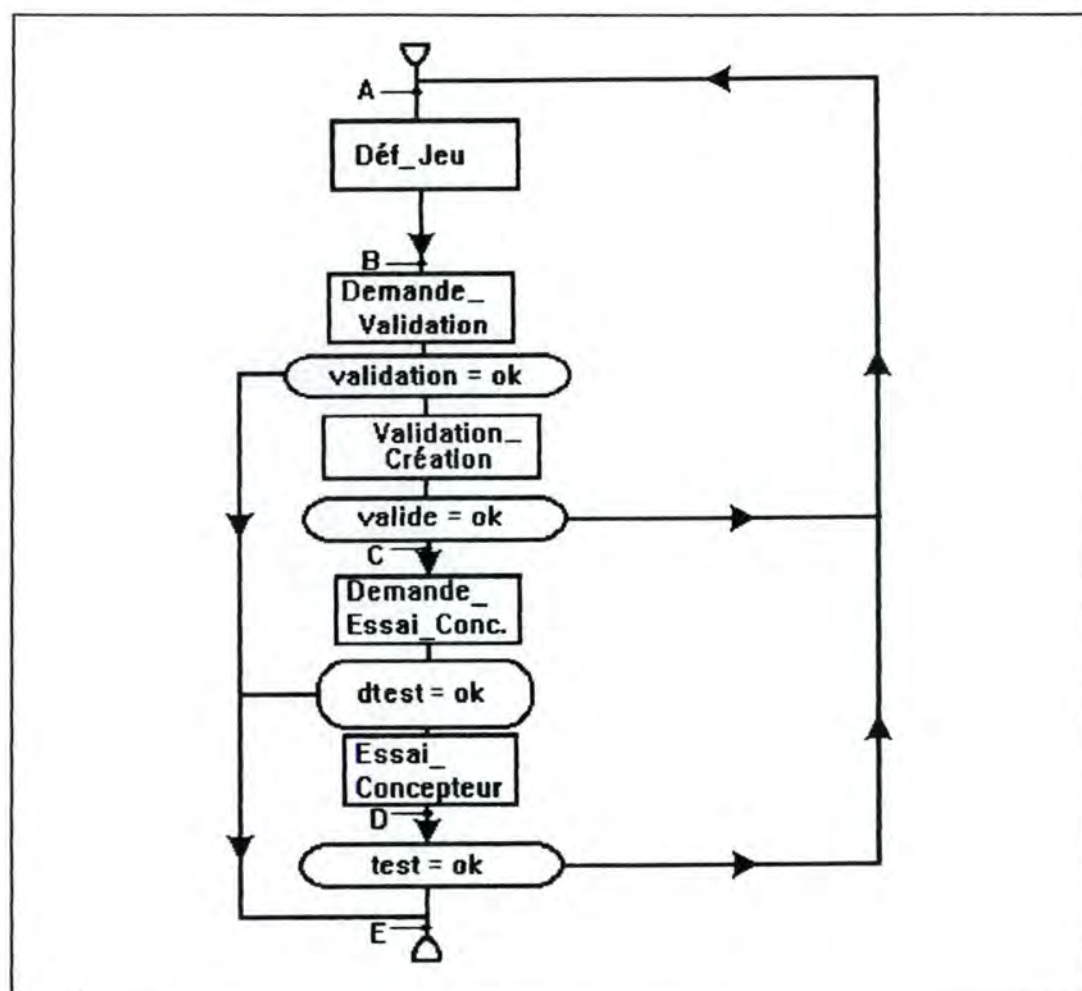 A
Déf_Jeu
B
Demande_
Validation
validation = ok
Validation_
Création
valide = ok
C
Demande_
Essai_Conc.
dtest = ok
Essai_
Concepteur
D
test = ok
E